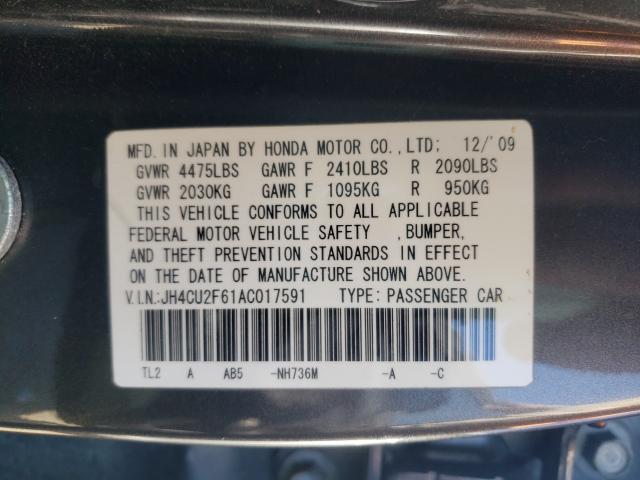 MFD. IN JAPAN BY HONDA MOTOR CO.,LTD; 12/'09
GVWR 4475LBS GAWR F 2410LBS R 2090LBS
GVWR 2030KG GAWR F 1095KG R 950KG
THIS VEHICLE CONFORMS TO ALL APPLICABLE
FEDERAL MOTOR VEHICLE SAFETY ,BUMPER,
AND THEFT PREVENTION STANDARDS IN EFFECT
ON THE DATE OF MANUFACTURE SHOWN ABOVE.
V.I.N.:JH4CU2F61AC017591 TYPE: PASSENGER CAR
TL2 A AB5 -NH736M -A -C